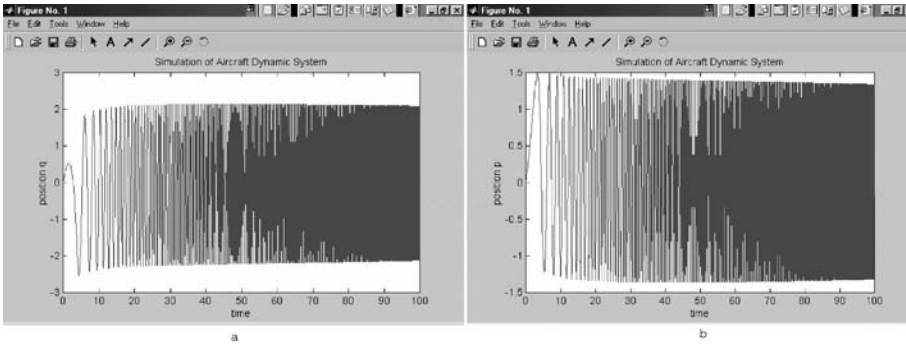 Figure No. 1
File Edit Tools Window Help
Simulation of Aircraft Dynamic System
position q
3
2
1
0
-1
-2
-3
0 10 20 30 40 50 60 70 80 90 100
time
a
Figure No. 1
File Edit Tools Window Help
Simulation of Aircraft Dynamic System
position p
1.5
1
0.5
0
-0.5
-1
-1.5
0 10 20 30 40 50 60 70 80 90 100
time
b